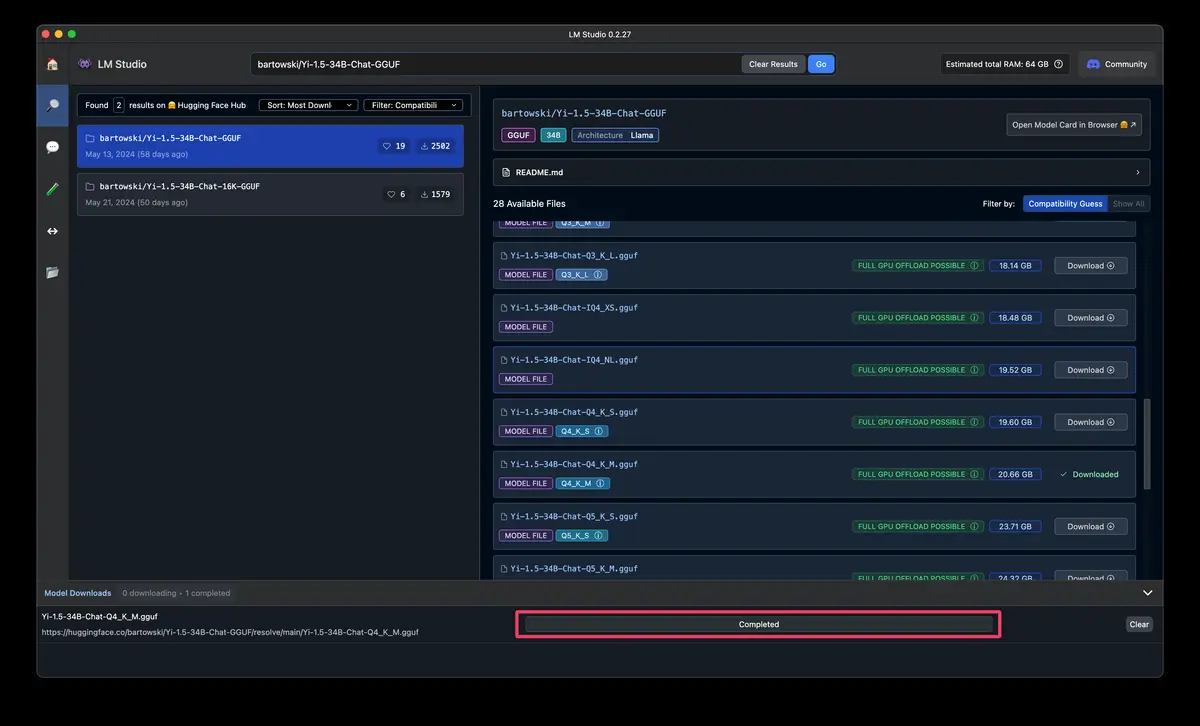 LM Studio 0.2.27
LM Studio
bartowski/Yi-1.5-34B-Chat-GGUF
Clear Results
Go
Estimated total RAM: 64 GB
Community
Found 2 results on 🤗 Hugging Face Hub
Sort: Most Downl
Filter: Compatibili
bartowski/Yi-1.5-34B-Chat-GGUF
May 13, 2024 (58 days ago)
19
2502
bartowski/Yi-1.5-34B-Chat-16K-GGUF
May 21, 2024 (50 days ago)
6
1579
bartowski/Yi-1.5-34B-Chat-GGUF
GGUF 34B Architecture Llama
Open Model Card in Browser 🤗 ↗
README.md
28 Available Files
Filter by: Compatibility Guess Show All
MODEL FILE Q3_K_M
Yi-1.5-34B-Chat-Q3_K_L.gguf
MODEL FILE Q3_K_L
FULL GPU OFFLOAD POSSIBLE 18.14 GB Download
Yi-1.5-34B-Chat-IQ4_XS.gguf
MODEL FILE
FULL GPU OFFLOAD POSSIBLE 18.48 GB Download
Yi-1.5-34B-Chat-IQ4_NL.gguf
MODEL FILE
FULL GPU OFFLOAD POSSIBLE 19.52 GB Download
Yi-1.5-34B-Chat-Q4_K_S.gguf
MODEL FILE Q4_K_S
FULL GPU OFFLOAD POSSIBLE 19.60 GB Download
Yi-1.5-34B-Chat-Q4_K_M.gguf
MODEL FILE Q4_K_M
FULL GPU OFFLOAD POSSIBLE 20.66 GB Downloaded
Yi-1.5-34B-Chat-Q5_K_S.gguf
MODEL FILE Q5_K_S
FULL GPU OFFLOAD POSSIBLE 23.71 GB Download
Yi-1.5-34B-Chat-Q5_K_M.gguf
FULL GPU OFFLOAD POSSIBLE 24.32 GB Download
Model Downloads 0 downloading • 1 completed
Yi-1.5-34B-Chat-Q4_K_M.gguf
https://huggingface.co/bartowski/Yi-1.5-34B-Chat-GGUF/resolve/main/Yi-1.5-34B-Chat-Q4_K_M.gguf
Completed
Clear